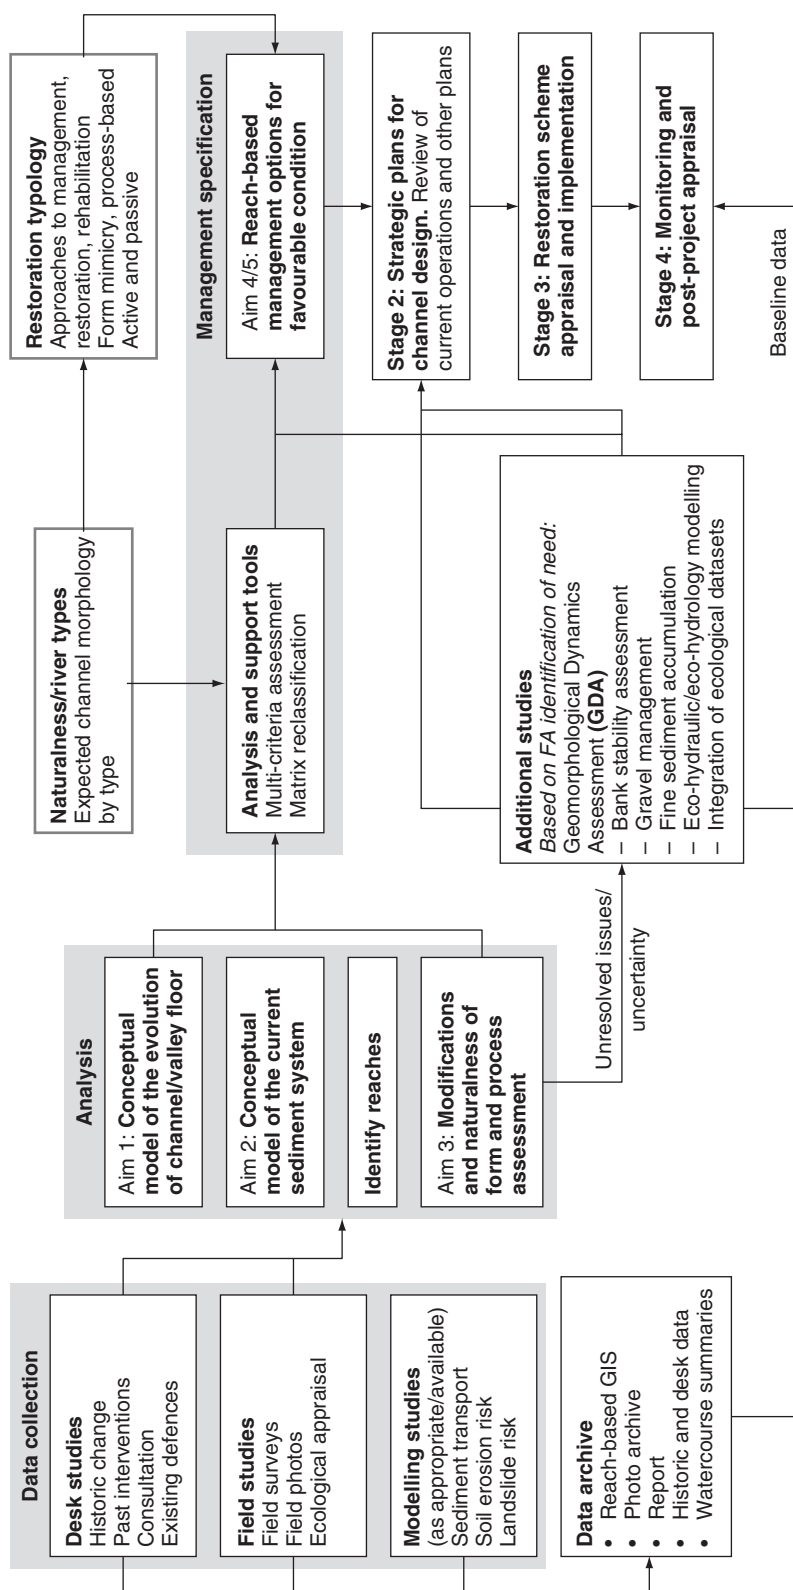 Data collection
Desk studies
Historic change
Past interventions
Consultation
Existing defences
Field studies
Field surveys
Field photos
Ecological appraisal
Modelling studies
(as appropriate/available)
Sediment transport
Soil erosion risk
Landslide risk
Data archive
• Reach-based GIS
• Photo archive
• Report
• Historic and desk data
• Watercourse summaries
Analysis
Aim 1: Conceptual
model of the evolution
of channel/valley floor
Aim 2: Conceptual
model of the current
sediment system
Identify reaches
Aim 3: Modifications
and naturalness of
form and process
assessment
Unresolved issues/
uncertainty
Naturalness/river types
Expected channel morphology
by type
Analysis and support tools
Multi-criteria assessment
Matrix reclassification
Additional studies
Based on FA identification of need:
Geomorphological Dynamics
Assessment (GDA)
– Bank stability assessment
– Gravel management
– Fine sediment accumulation
– Eco-hydraulic/eco-hydrology modelling
– Integration of ecological datasets
Restoration typology
Approaches to management,
restoration, rehabilitation
Form mimicry, process-based
Active and passive
Management specification
Aim 4/5: Reach-based
management options for
favourable condition
Stage 2: Strategic plans for
channel design. Review of
current operations and other plans
Stage 3: Restoration scheme
appraisal and implementation
Stage 4: Monitoring and
post-project appraisal
Baseline data